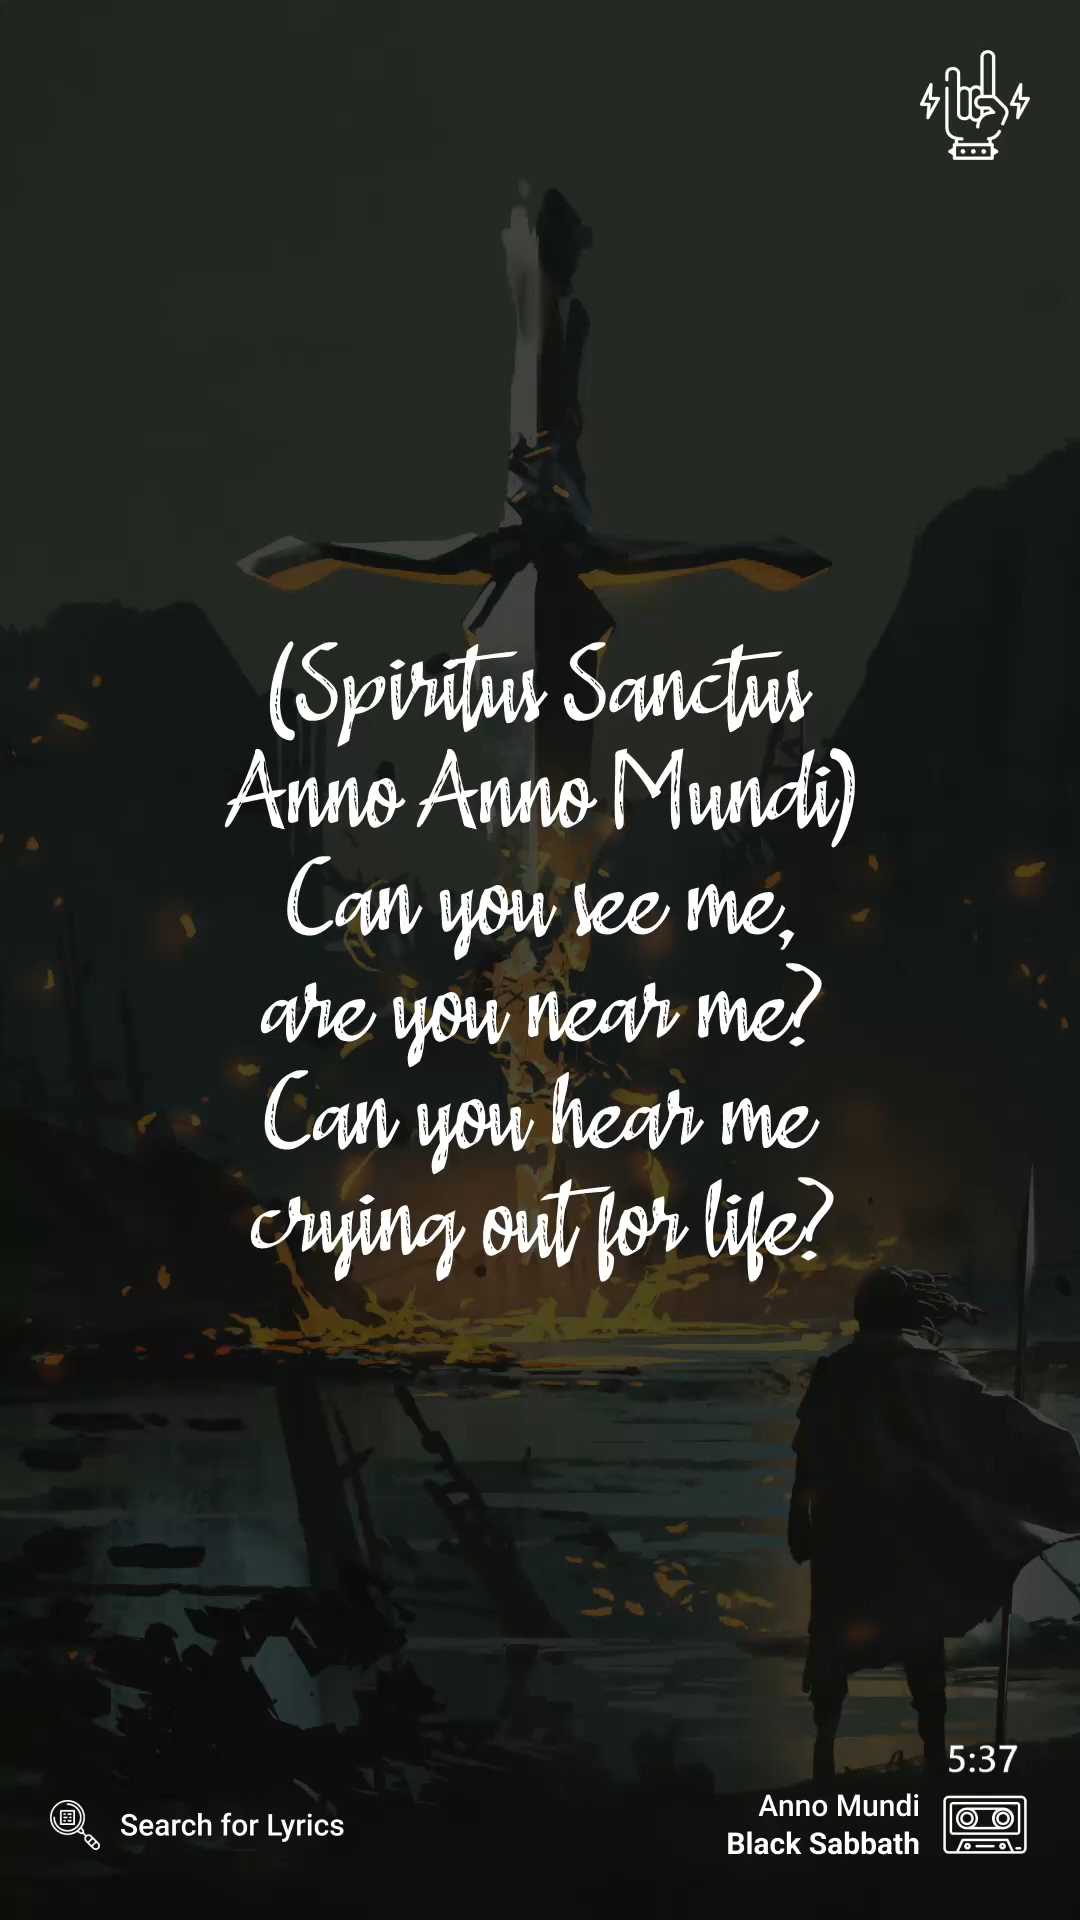 (Spiritus Sanctus
Anno Anno Mundi)
Can you see me,
are you near me?
Can you hear me
crying out for life?
5:37
Search for Lyrics
Anno Mundi
Black Sabbath